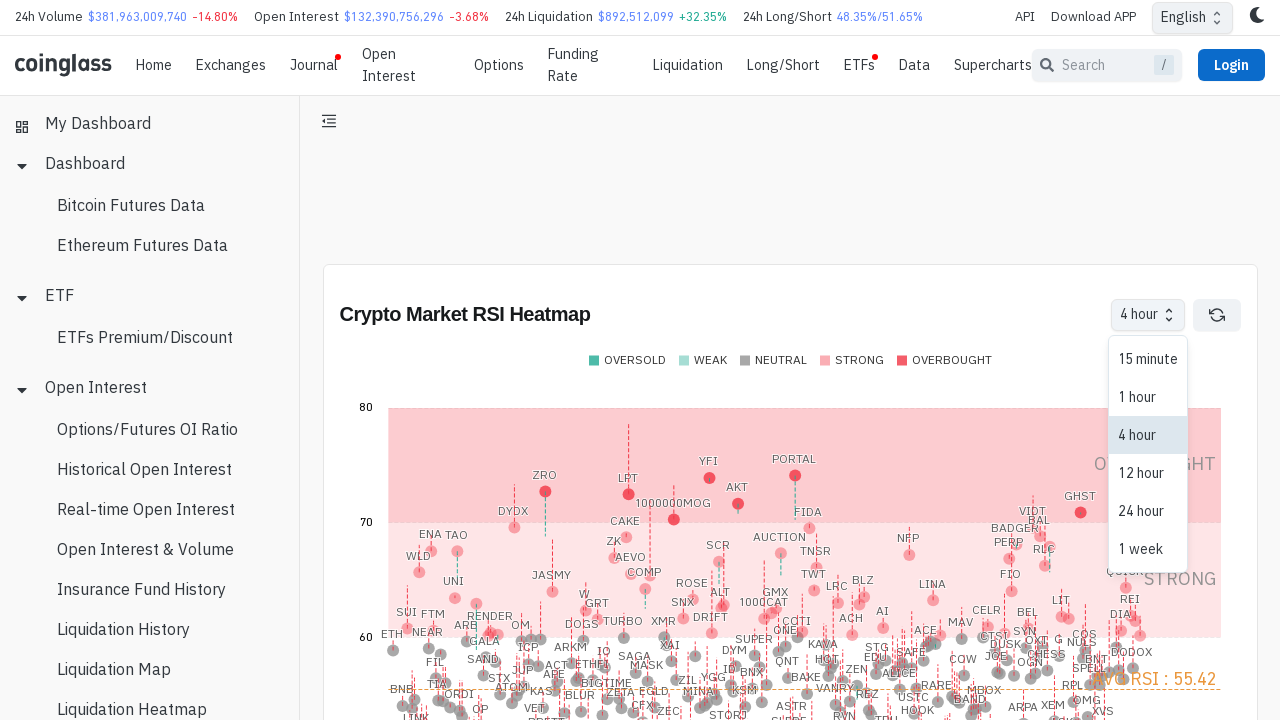 24h Volume $381,963,009,740 -14.80% Open Interest $132,390,756,296 -3.68% 24h Liquidation $892,512,099 +32.35% 24h Long/Short 48.35%/51.65% API Download APP English
coinglass Home Exchanges Journal Open Interest Options Funding Rate Liquidation Long/Short ETFs Data Supercharts Search / Login
My Dashboard
Dashboard
Bitcoin Futures Data
Ethereum Futures Data
ETF
ETFs Premium/Discount
Open Interest
Options/Futures OI Ratio
Historical Open Interest
Real-time Open Interest
Open Interest & Volume
Insurance Fund History
Liquidation History
Liquidation Map
Liquidation Heatmap
Crypto Market RSI Heatmap
4 hour
15 minute
1 hour
4 hour
12 hour
24 hour
1 week
OVERSOLD WEAK NEUTRAL STRONG OVERBOUGHT
80
YFI PORTAL
ZRO LPT AKT
GHST
1000000MOG
DYDX FIDA VIDT
70
CAKE BAL
BADGER
ENA TAO AUCTION NFP PERP
ZK SCR RLC
WLD AEVO TNSR
COMP
JASMY TWT FIO
UNI ROSE LRC BLZ LINA
STRONG
W GMX
GRT SNX ALT 1000CAT LIT REI
SUI FTM RENDER DRIFT AI CELR BEL DIA
ARB OM DOGS TURBO XMR COTI ACH MAV
60
ETH NEAR ONE ACE CTST SYN COS
GALA ICP ARKM XAI SUPER KAVA DUSK OXT G NULS
IO DYM STG SAFE CHESS PODOX
FIL SAND SAGA QNT HGT EDU COW JOE OGN BNT
ACT ETHFI MASK
JUP APE ID BNX ZEN ALICE SPELL
STX BIGTIME ZIL YGG BAKE
AVG RSI : 55.42
TIA ATOM RARE RPL
BNB KAS ZETA EGLD MINA KSM VANRY MBOX
ORDI BLUR REZ USTC BAND
OP VET CFX ASTR HOOK ARPA XEM OMG
LINK ZEC STORJ RVN XVS